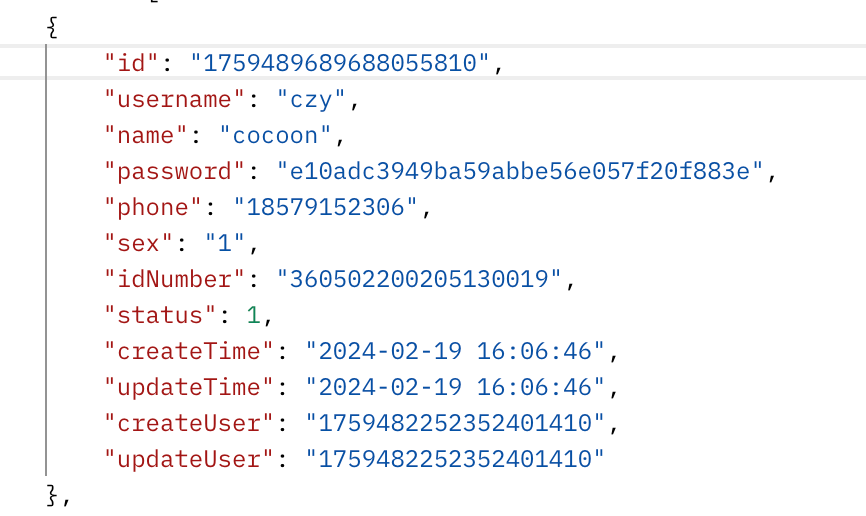 {
"id": "1759489689688055810",
"username": "czy",
"name": "cocoon",
"password": "e10adc3949ba59abbe56e057f20f883e",
"phone": "18579152306",
"sex": "1",
"idNumber": "360502200205130019",
"status": 1,
"createTime": "2024-02-19 16:06:46",
"updateTime": "2024-02-19 16:06:46",
"createUser": "1759482252352401410",
"updateUser": "1759482252352401410"
},